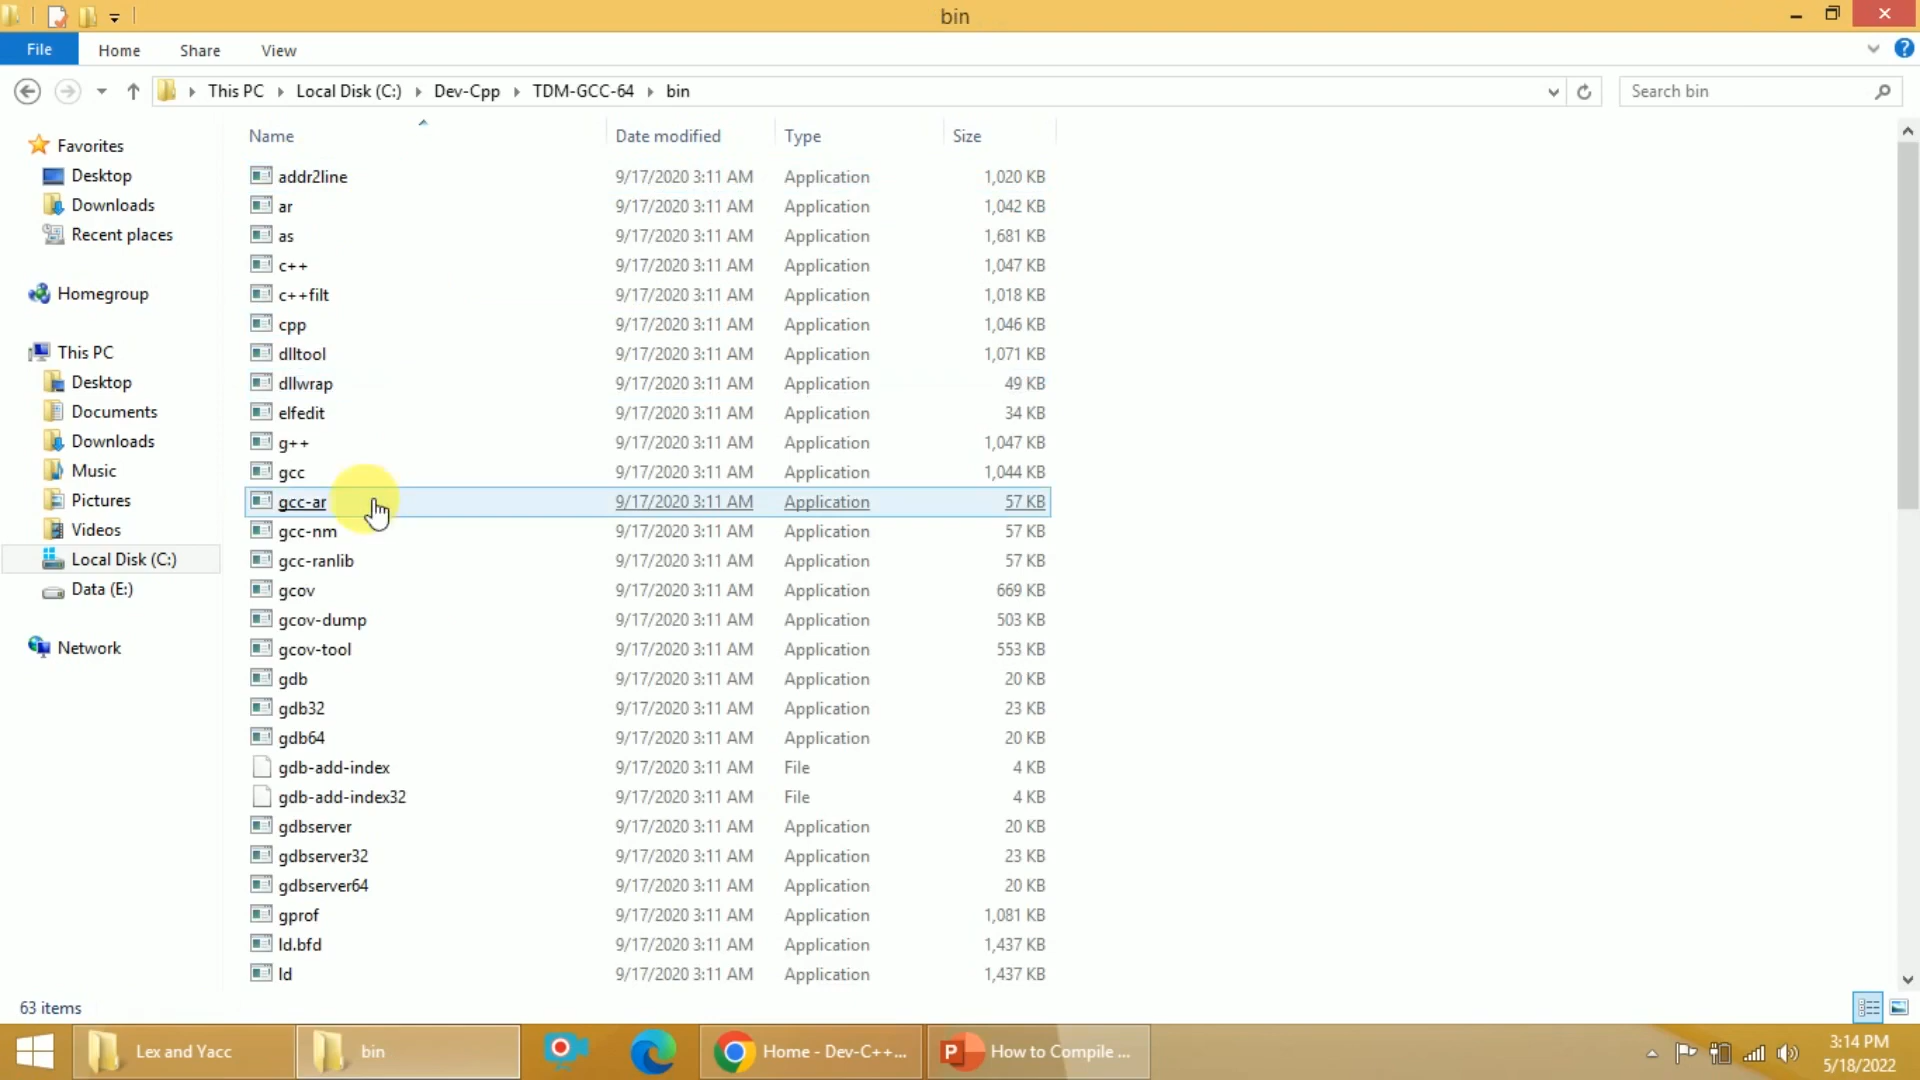 bin
File Home Share View
This PC Local Disk (C:) Dev-Cpp TDM-GCC-64 bin
Search bin
Name Date modified Type Size
Favorites
Desktop
Downloads
Recent places
Homegroup
This PC
Desktop
Documents
Downloads
Music
Pictures
Videos
Local Disk (C:)
Data (E:)
Network
addr2line 9/17/2020 3:11 AM Application 1,020 KB
ar 9/17/2020 3:11 AM Application 1,042 KB
as 9/17/2020 3:11 AM Application 1,681 KB
c++ 9/17/2020 3:11 AM Application 1,047 KB
c++filt 9/17/2020 3:11 AM Application 1,018 KB
cpp 9/17/2020 3:11 AM Application 1,046 KB
dlltool 9/17/2020 3:11 AM Application 1,071 KB
dllwrap 9/17/2020 3:11 AM Application 49 KB
elfedit 9/17/2020 3:11 AM Application 34 KB
g++ 9/17/2020 3:11 AM Application 1,047 KB
gcc 9/17/2020 3:11 AM Application 1,044 KB
gcc-ar 9/17/2020 3:11 AM Application 57 KB
gcc-nm 9/17/2020 3:11 AM Application 57 KB
gcc-ranlib 9/17/2020 3:11 AM Application 57 KB
gcov 9/17/2020 3:11 AM Application 669 KB
gcov-dump 9/17/2020 3:11 AM Application 503 KB
gcov-tool 9/17/2020 3:11 AM Application 553 KB
gdb 9/17/2020 3:11 AM Application 20 KB
gdb32 9/17/2020 3:11 AM Application 23 KB
gdb64 9/17/2020 3:11 AM Application 20 KB
gdb-add-index 9/17/2020 3:11 AM File 4 KB
gdb-add-index32 9/17/2020 3:11 AM File 4 KB
gdbserver 9/17/2020 3:11 AM Application 20 KB
gdbserver32 9/17/2020 3:11 AM Application 23 KB
gdbserver64 9/17/2020 3:11 AM Application 20 KB
gprof 9/17/2020 3:11 AM Application 1,081 KB
ld.bfd 9/17/2020 3:11 AM Application 1,437 KB
ld 9/17/2020 3:11 AM Application 1,437 KB
63 items
Lex and Yacc
bin
Home - Dev-C++...
How to Compile ...
3:14 PM
5/18/2022